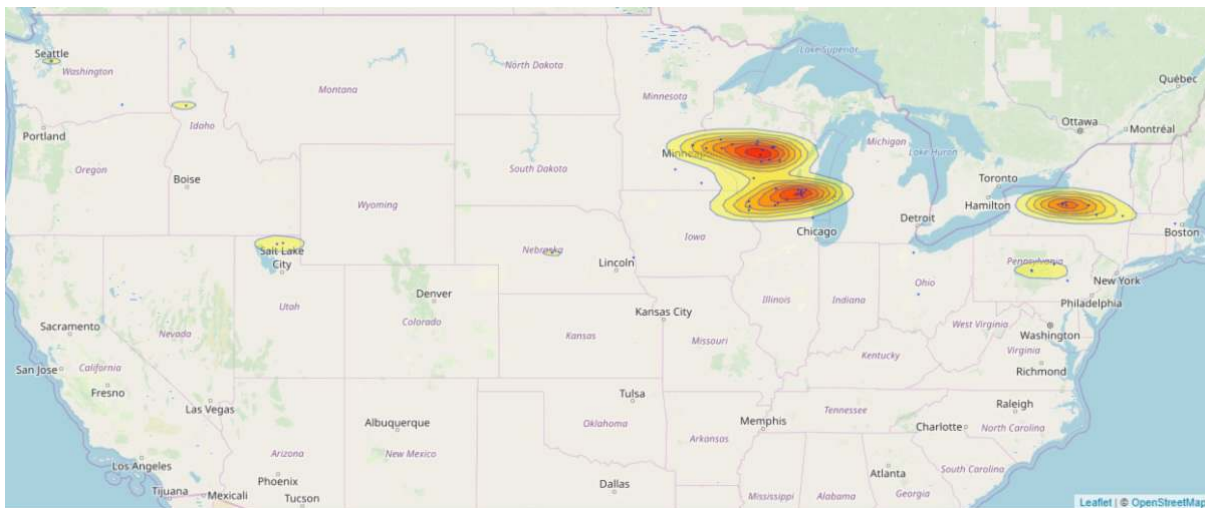 Lake Superior
Seattle
Washington
North Dakota
Québec
Montana
Minnesota
Ottawa
Montréal
Portland
Idaho
Michigan
Lake Huron
Oregon
Boise
South Dakota
Toronto
Hamilton
Wyoming
Detroit
Boston
Iowa
Chicago
Salt Lake
City
Nebraska
Lincoln
Pennsylvania
New York
Utah
Denver
Colorado
Illinois
Indiana
Ohio
Philadelphia
Sacramento
Nevada
Kansas City
West Virginia
Washington
Kansas
Missouri
Virginia
San Jose
California
Kentucky
Richmond
Fresno
Las Vegas
Tulsa
Raleigh
Albuquerque
Oklahoma
Memphis
Tennessee
Charlotte
North Carolina
Arizona
New Mexico
Arkansas
Los Angeles
Phoenix
Atlanta
South Carolina
Tijuana
Mexicali
Tucson
Dallas
Mississippi
Alabama
Georgia
Leaflet | © OpenStreetMap